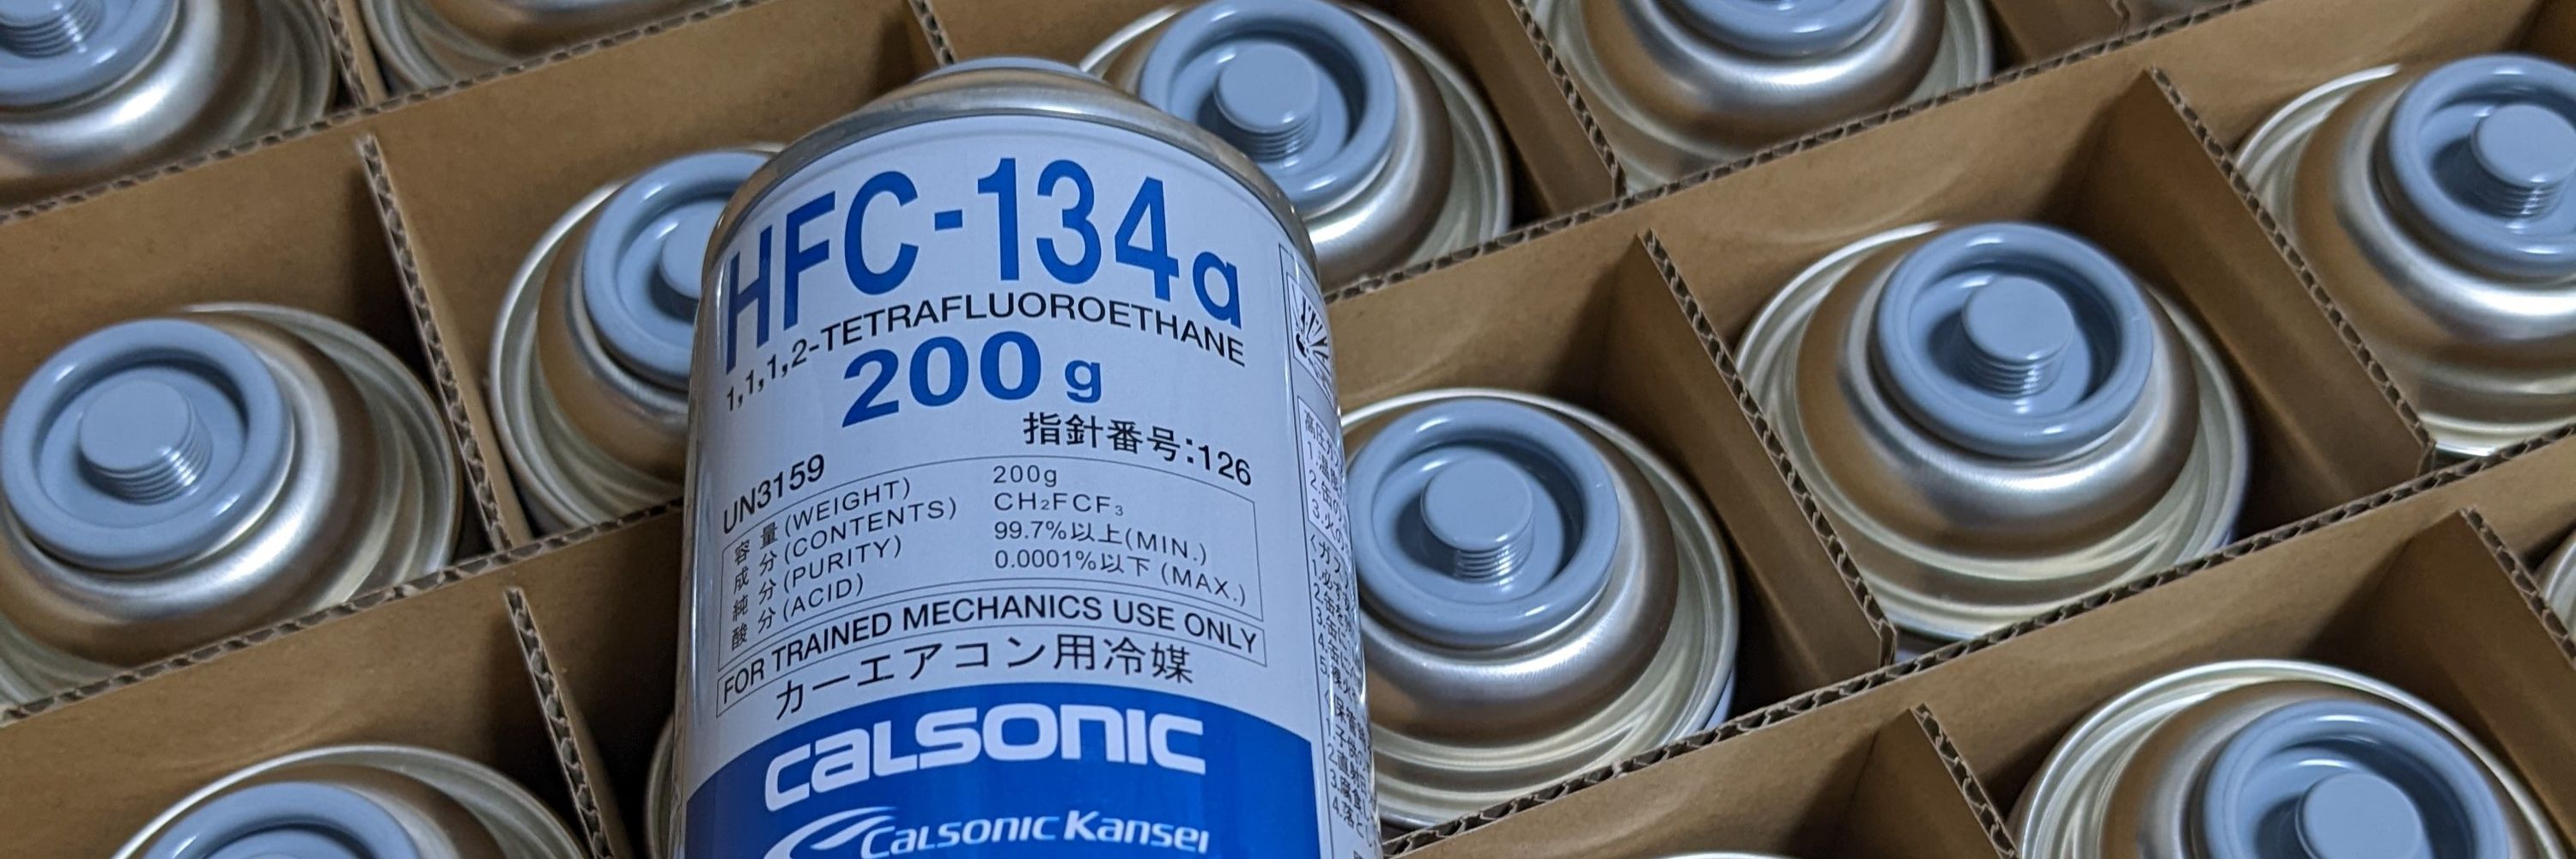 HFC-134a
1,1,1,2-TETRAFLUOROETHANE
200g
指針番号:126
UN3159
容量(WEIGHT) 200g
成分(CONTENTS) CH₂FCF₃
純分(PURITY) 99.7%以上(MIN.)
酸分(ACID) 0.0001%以下(MAX.)
FOR TRAINED MECHANICS USE ONLY
カーエアコン用冷媒
CALSONIC
Calsonic Kansei